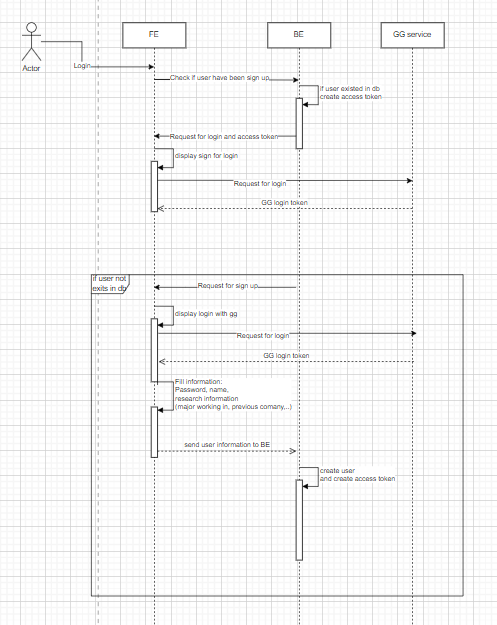 FE
BE
GG service
Actor
Login
Check if user have been sign up
if user existed in db
create access token
Request for login and access token
display sign for login
Request for login
GG login token
if user not
exits in db
Request for sign up
display login with gg
Request for login
GG login token
Fill information:
Password, name,
research information
(major working in, previous comany...)
send user information to BE
create user
and create access token